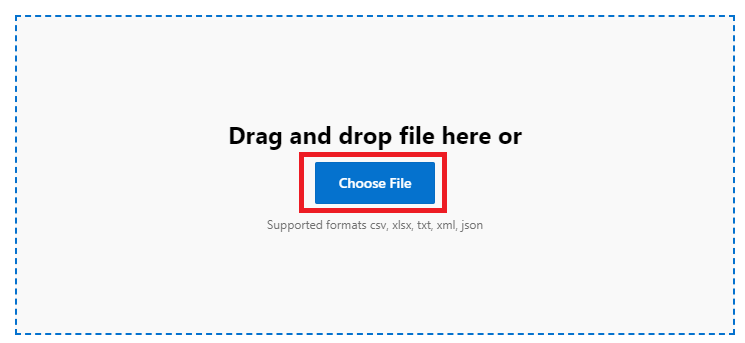 Drag and drop file here or
Choose File
Supported formats csv, xlsx, txt, xml, json